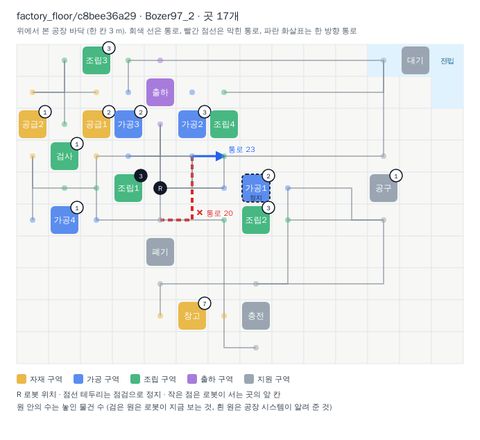 factory_floor/c8bee36a29 · Bozer97_2 · 곳 17개
위에서 본 공장 바닥 (한 칸 3 m). 회색 선은 통로, 빨간 점선은 막힌 통로, 파란 화살표는 한 방향 통로
조립3 3
대기
전립
출하
공급2 1
공급1 2
가공3 2
가공2 3
조립4
검사 1
통로 23
조립1 3
R
가공1 2
정지
공구 1
가공4 1
✖ 통로 20
조립2 3
폐기
창고 7
충전
자재 구역
가공 구역
조립 구역
출하 구역
지원 구역
R 로봇 위치 · 점선 테두리는 점검으로 정지 · 작은 점은 로봇이 서는 곳의 앞 칸
원 안의 수는 놓인 물건 수 (검은 원은 로봇이 지금 보는 것, 흰 원은 공장 시스템이 알려 준 것)